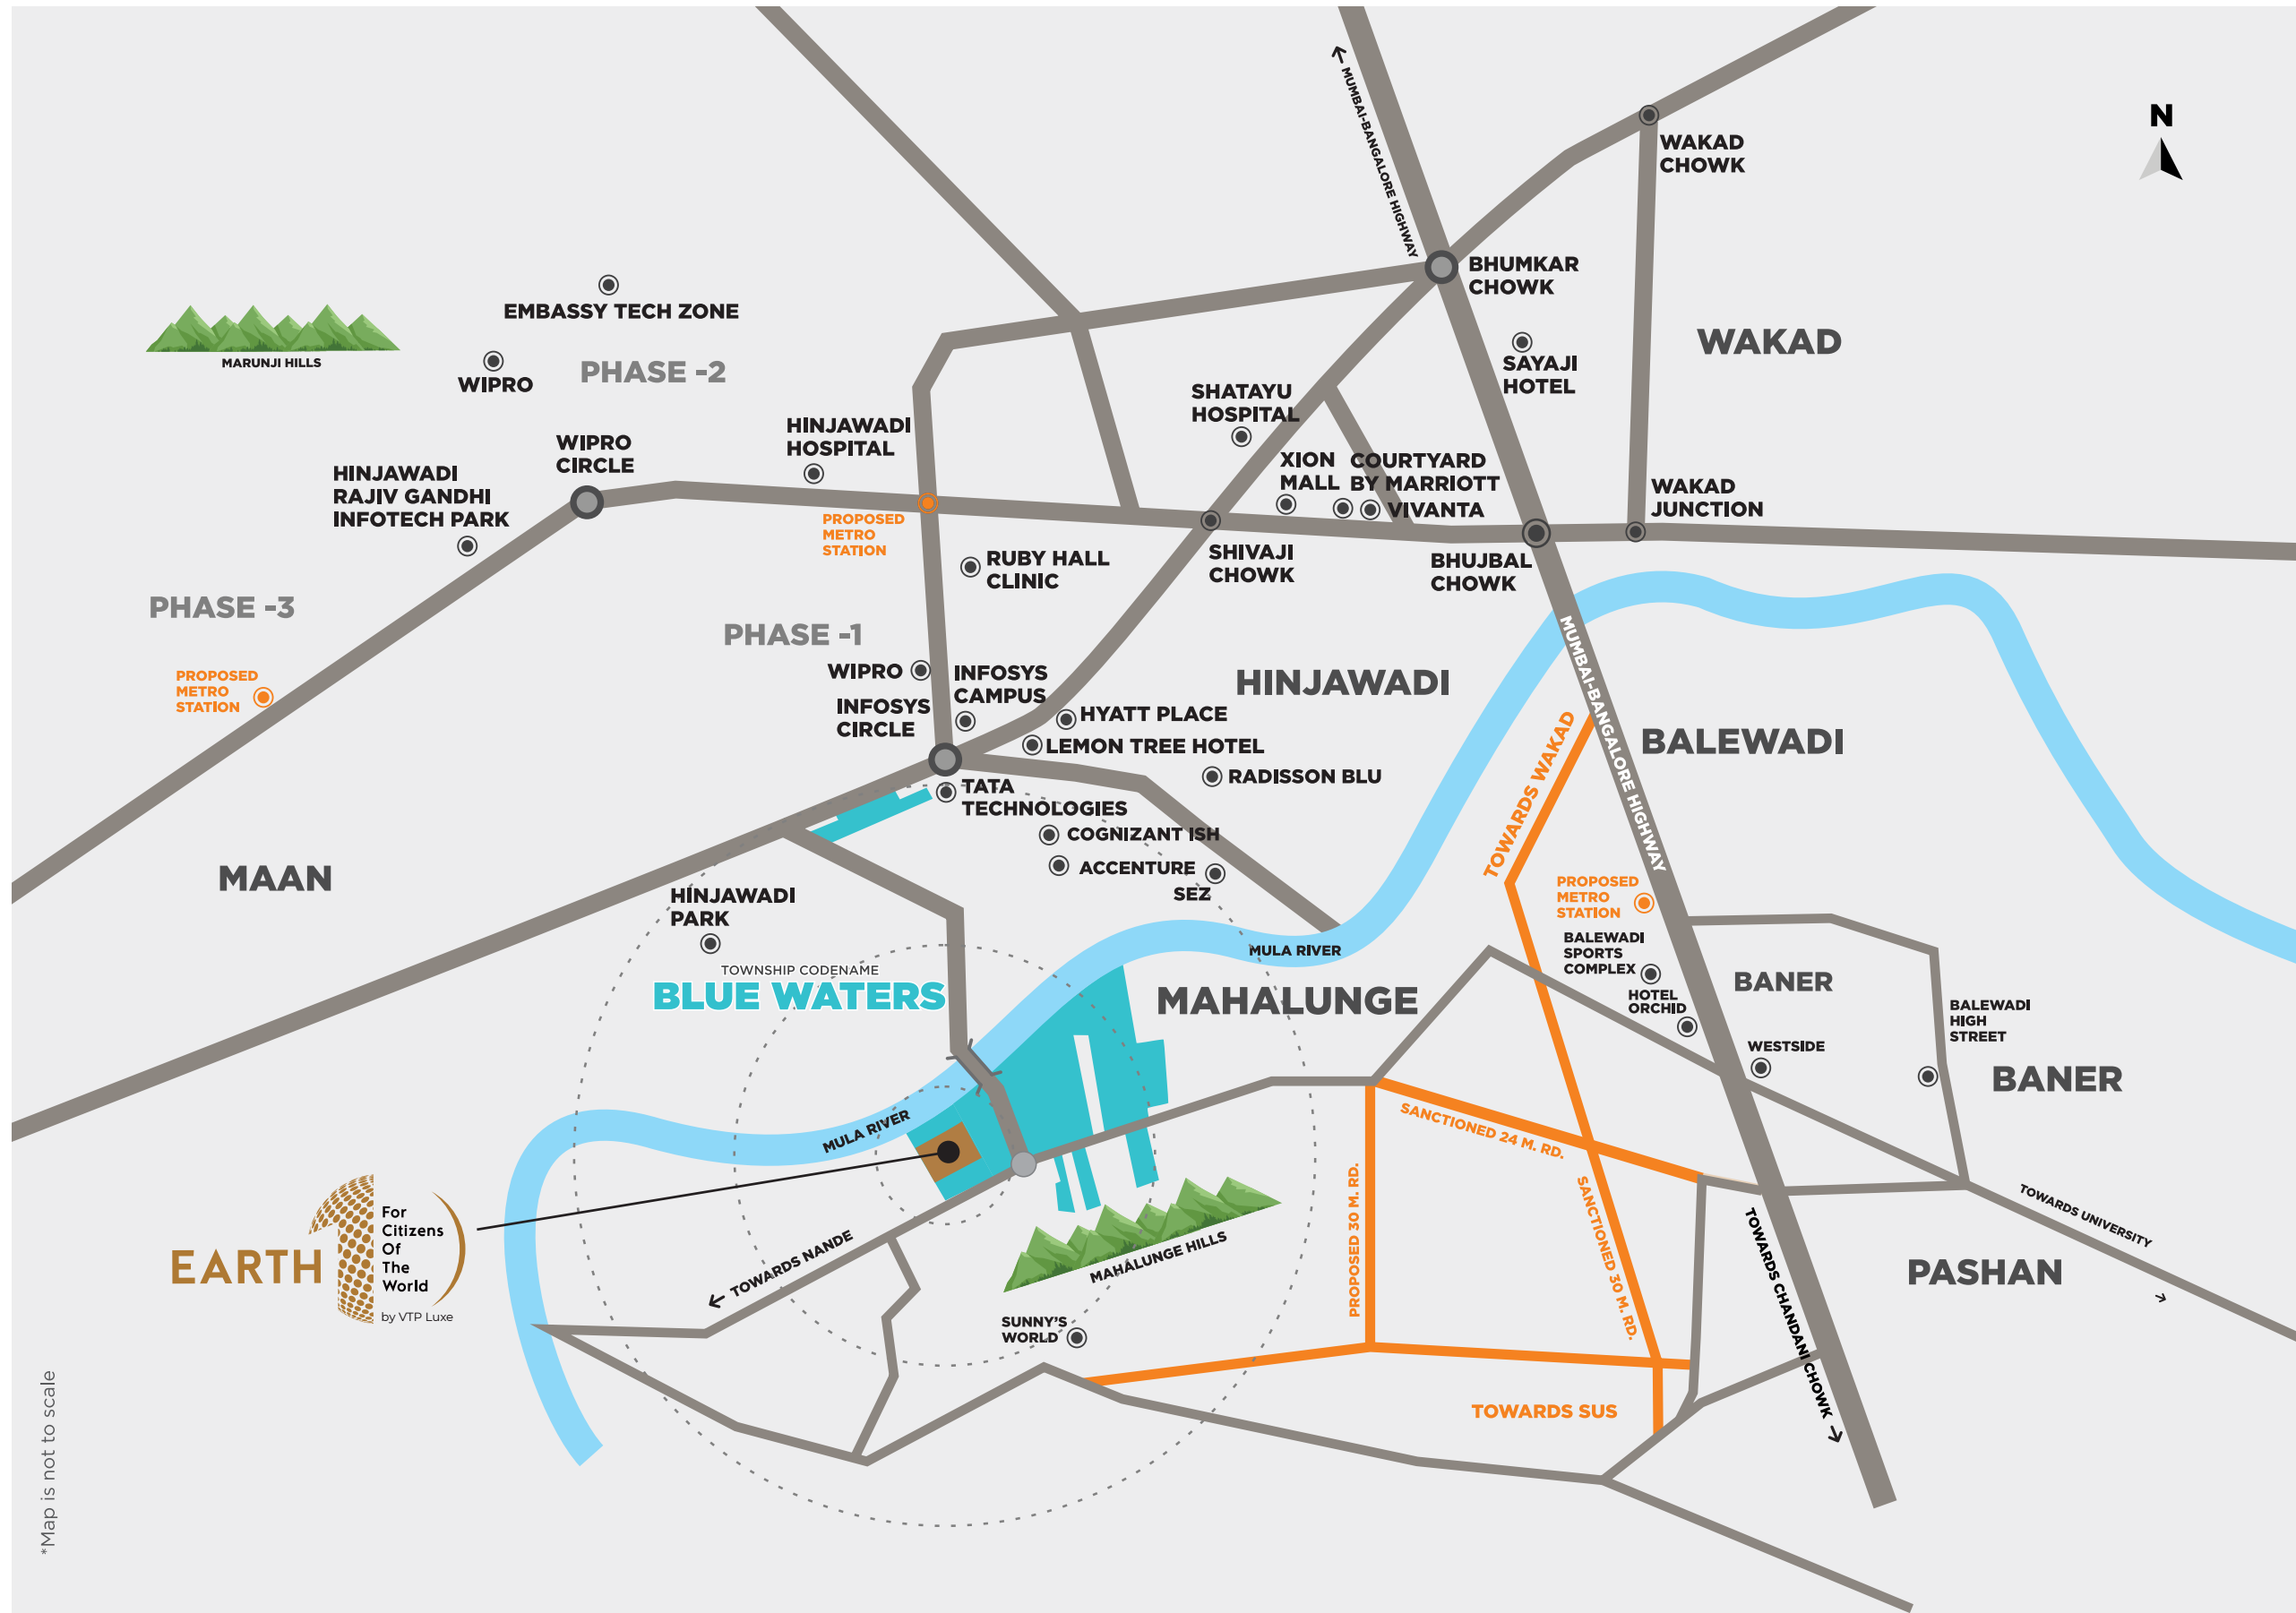 MUMBAI-BANGALORE HIGHWAY
N
WAKAD
CHOWK
BHUMKAR
CHOWK
EMBASSY TECH ZONE
WAKAD
MARUNJI HILLS
WIPRO
PHASE -2
SAYAJI
HOTEL
SHATAYU
HOSPITAL
HINJAWADI
HOSPITAL
WIPRO
CIRCLE
HINJAWADI
RAJIV GANDHI
INFOTECH PARK
XION
MALL
COURTYARD
BY MARRIOTT
VIVANTA
WAKAD
JUNCTION
PROPOSED
METRO
STATION
RUBY HALL
CLINIC
SHIVAJI
CHOWK
BHUJBAL
CHOWK
PHASE -3
PHASE -1
PROPOSED
METRO
STATION
WIPRO
INFOSYS
CAMPUS
INFOSYS
CIRCLE
HINJAWADI
HYATT PLACE
LEMON TREE HOTEL
RADISSON BLU
MUMBAI-BANGALORE HIGHWAY
BALEWADI
TOWARDS WAKAD
TATA
TECHNOLOGIES
COGNIZANT ISH
ACCENTURE
SEZ
MAAN
HINJAWADI
PARK
PROPOSED
METRO
STATION
BALEWADI
SPORTS
COMPLEX
HOTEL
ORCHID
MULA RIVER
TOWNSHIP CODENAME
BLUE WATERS
MAHALUNGE
BANER
BALEWADI
HIGH
STREET
WESTSIDE
BANER
MULA RIVER
SANCTIONED 24 M. RD.
PROPOSED 30 M. RD.
SANCTIONED 30 M. RD.
TOWARDS UNIVERSITY
TOWARDS CHANDANI CHOWK
PASHAN
EARTH 1
For
Citizens
Of
The
World
by VTP Luxe
TOWARDS NANDE
MAHALUNGE HILLS
SUNNY'S
WORLD
TOWARDS SUS
*Map is not to scale